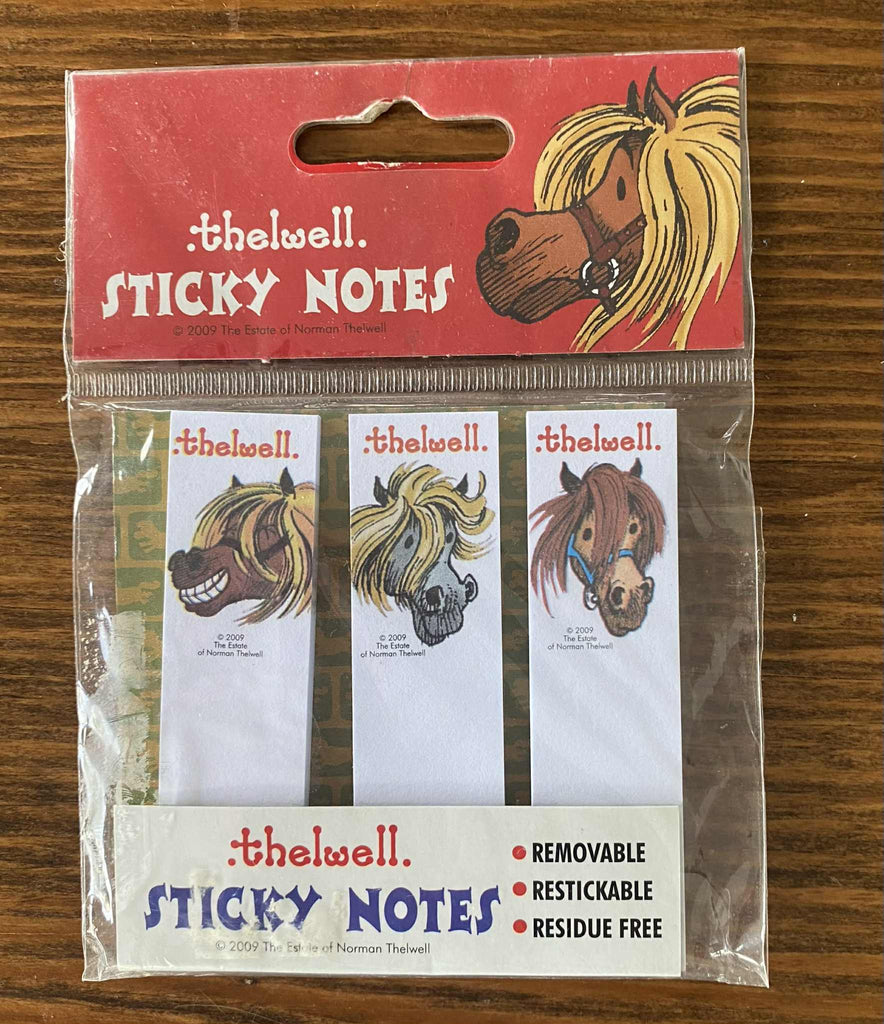 :thelwell.
STICKY NOTES
© 2009 The Estate of Norman Thelwell
:thelwell.
© 2009
The Estate
of Norman Thelwell
:thelwell.
© 2009
The Estate
of Norman Thelwell
:thelwell.
© 2009
The Estate
of Norman Thelwell
:thelwell.
STICKY NOTES
© 2009 The Estate of Norman Thelwell
• REMOVABLE
• RESTICKABLE
• RESIDUE FREE